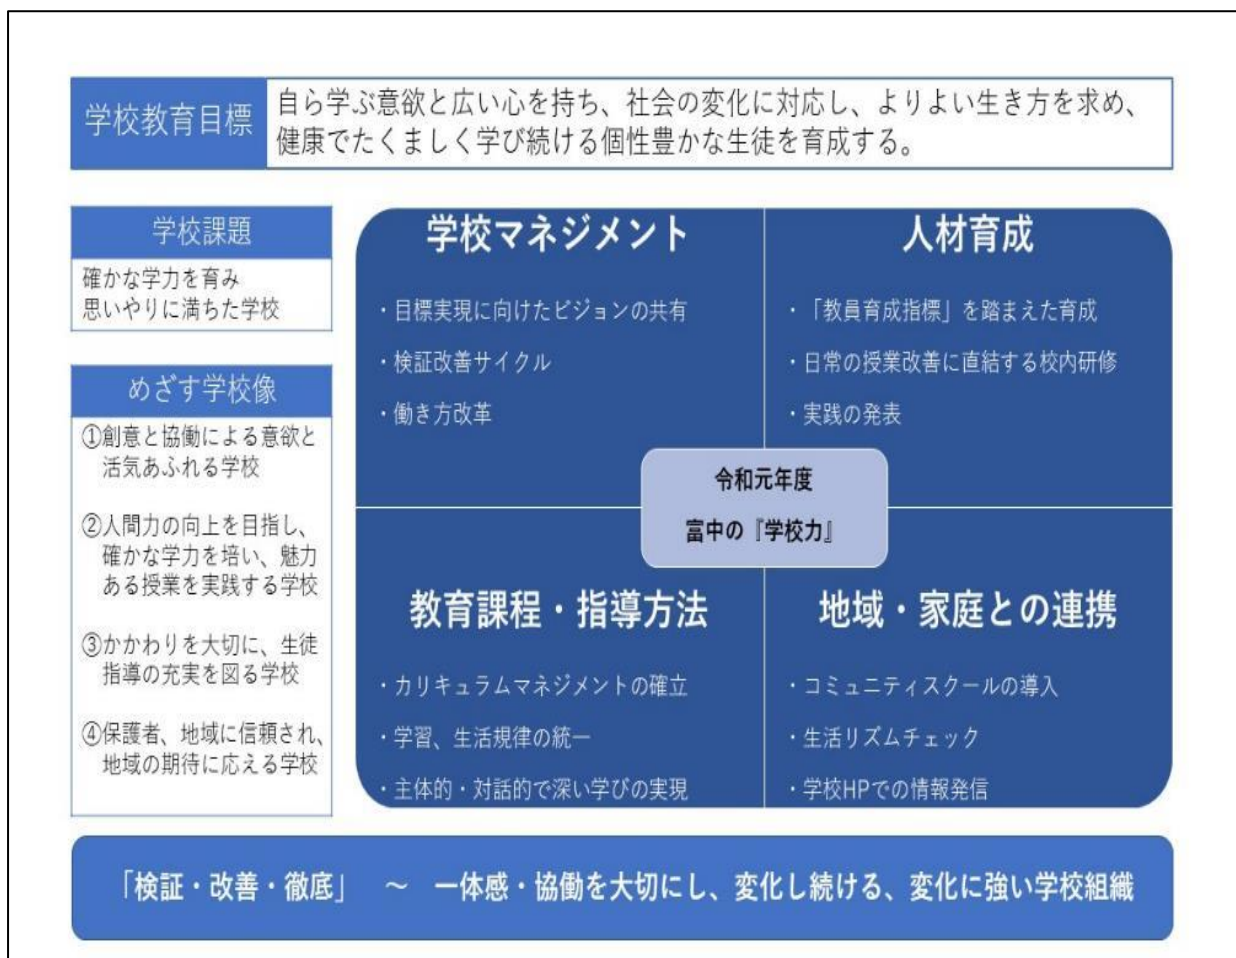 学校教育目標
自ら学ぶ意欲と広い心を持ち、社会の変化に対応し、よりよい生き方を求め、
健康でたくましく学び続ける個性豊かな生徒を育成する。
学校課題
確かな学力を育み
思いやりに満ちた学校
めざす学校像
①創意と協働による意欲と
活気あふれる学校
②人間力の向上を目指し、
確かな学力を培い、魅力
ある授業を実践する学校
③かかわりを大切に、生徒
指導の充実を図る学校
④保護者、地域に信頼され、
地域の期待に応える学校
学校マネジメント
・目標実現に向けたビジョンの共有
・検証改善サイクル
・働き方改革
人材育成
・「教員育成指標」を踏まえた育成
・日常の授業改善に直結する校内研修
・実践の発表
令和元年度
富中の『学校力』
教育課程・指導方法
・カリキュラムマネジメントの確立
・学習、生活規律の統一
・主体的・対話的で深い学びの実現
地域・家庭との連携
・コミュニティスクールの導入
・生活リズムチェック
・学校HPでの情報発信
「検証・改善・徹底」 ～ 一体感・協働を大切にし、変化し続ける、変化に強い学校組織